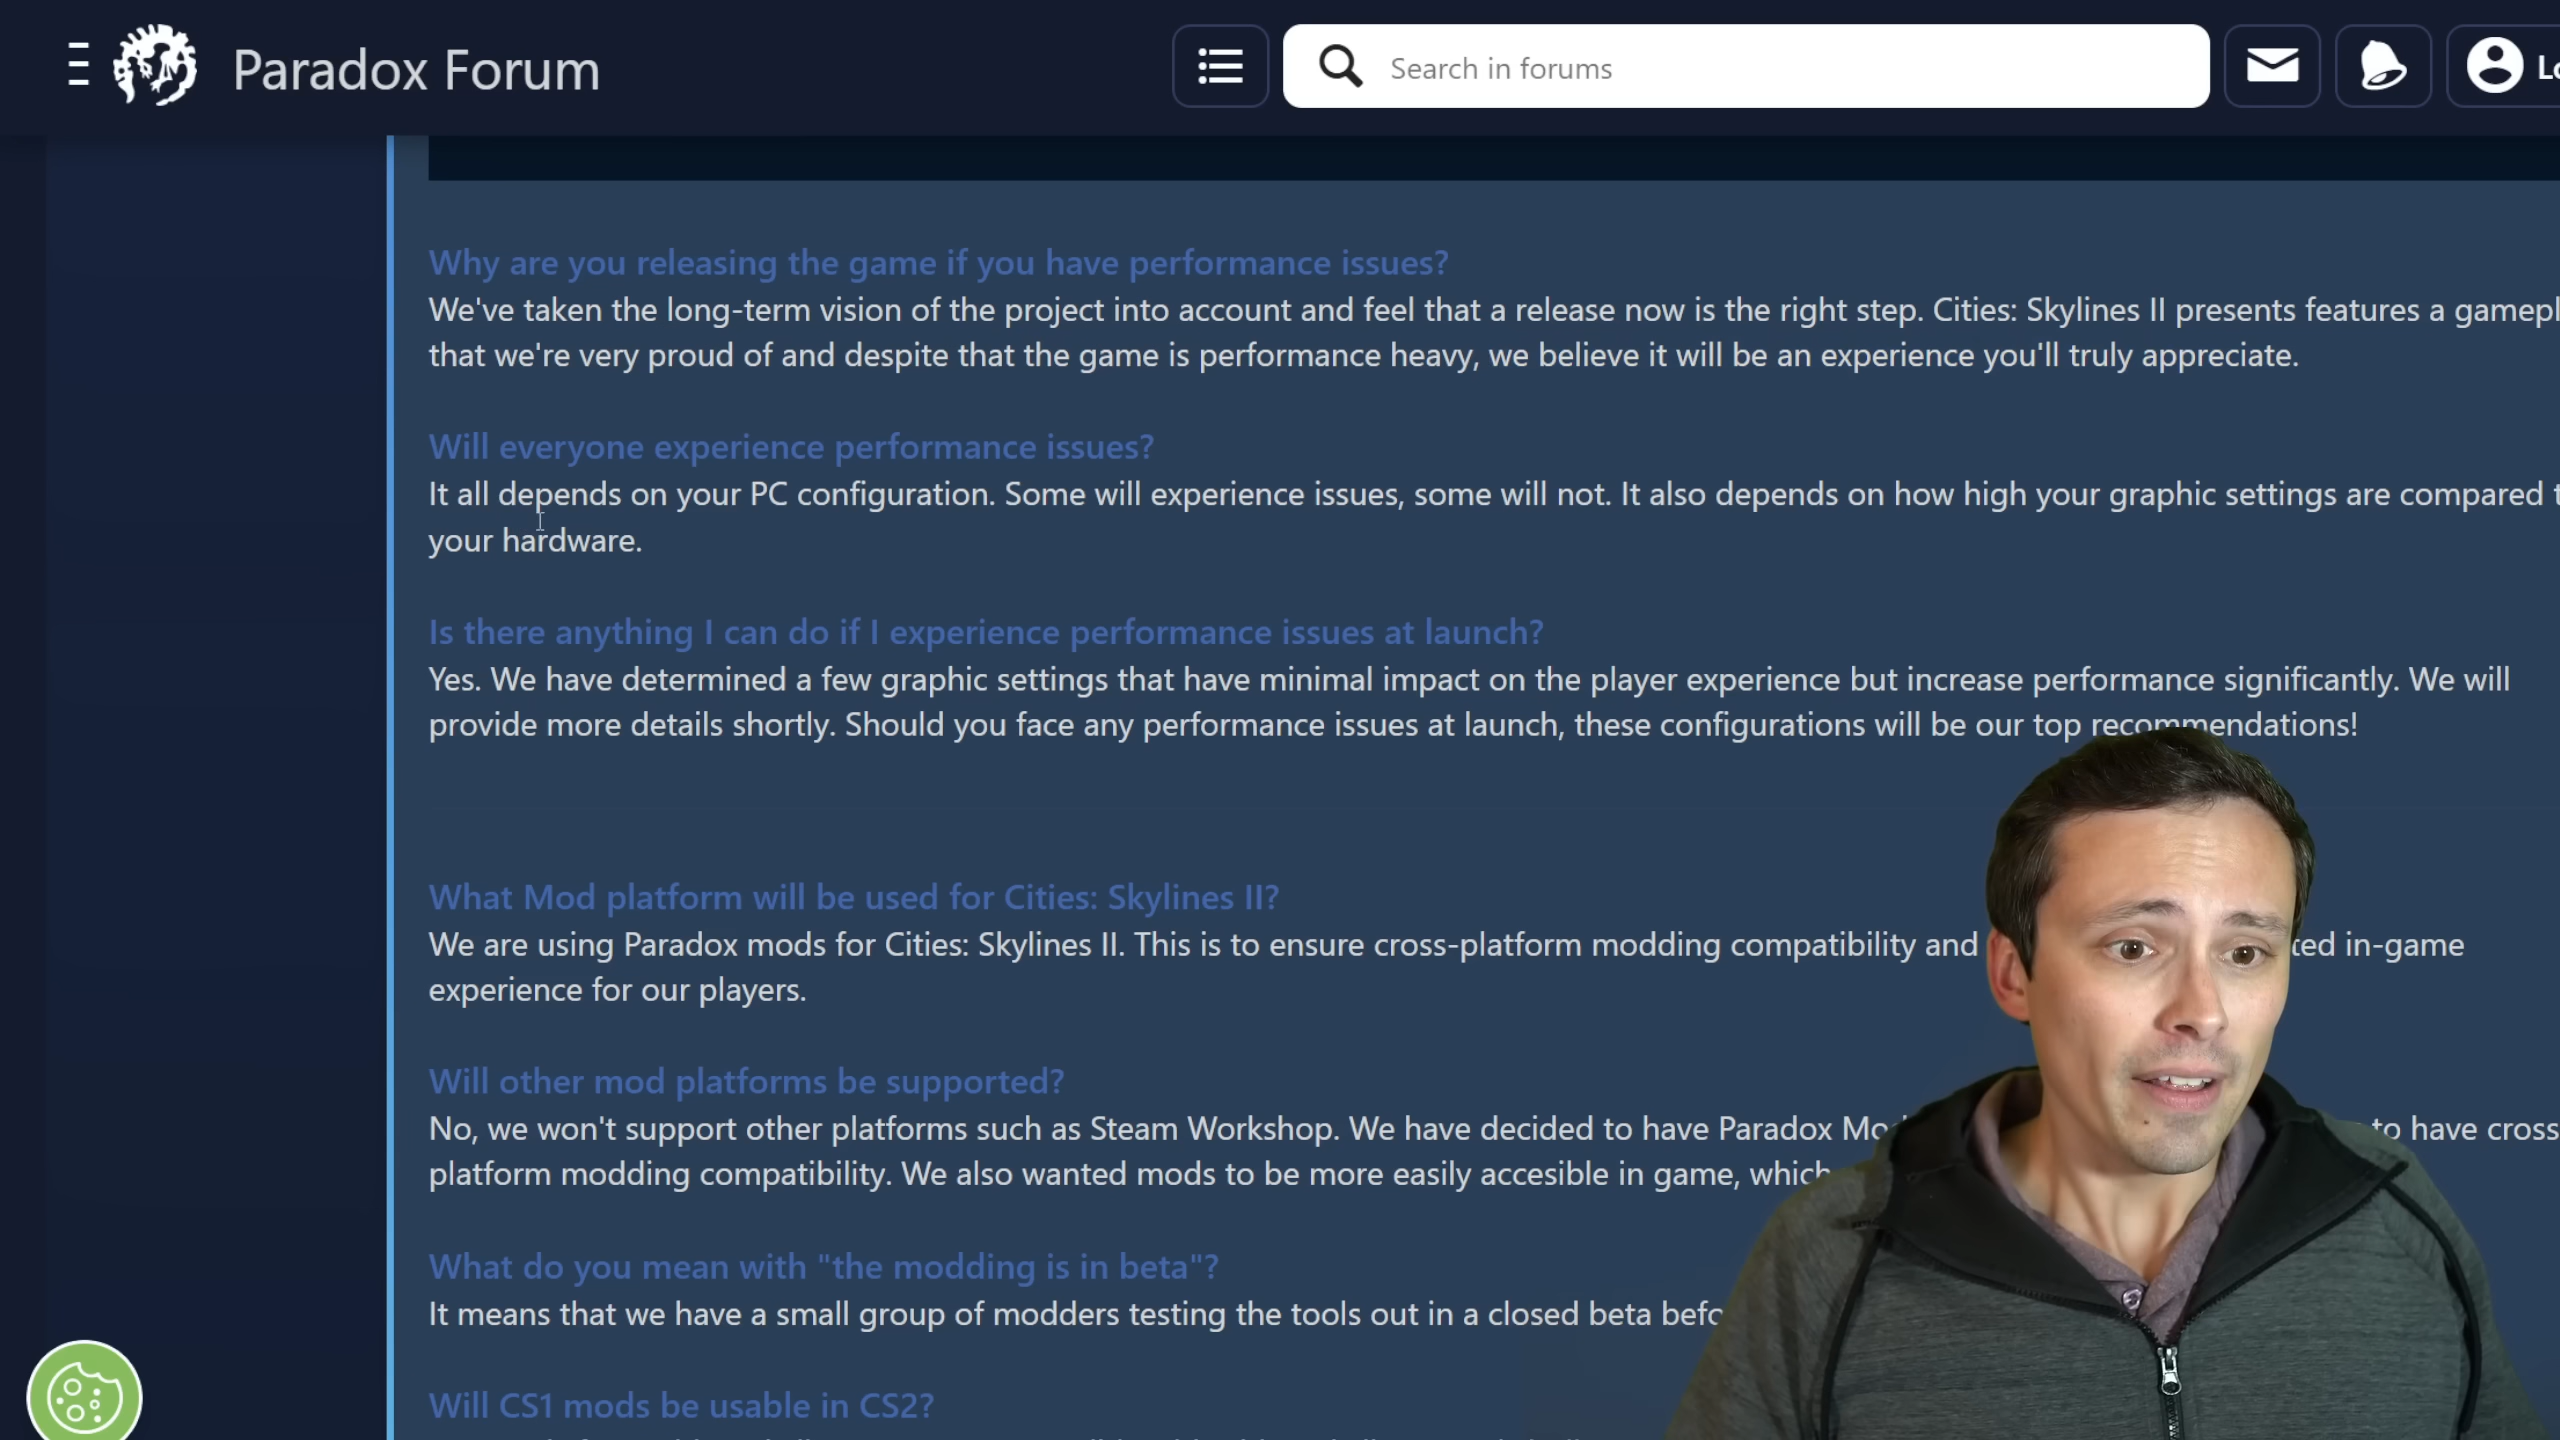 Paradox Forum
Search in forums
Why are you releasing the game if you have performance issues?
We've taken the long-term vision of the project into account and feel that a release now is the right step. Cities: Skylines II presents features a
that we're very proud of and despite that the game is performance heavy, we believe it will be an experience you'll truly appreciate.
Will everyone experience performance issues?
It all depends on your PC configuration. Some will experience issues, some will not. It also depends on how high your graphic settings are compared
your hardware.
Is there anything I can do if I experience performance issues at launch?
Yes. We have determined a few graphic settings that have minimal impact on the player experience but increase performance significantly. We will
provide more details shortly. Should you face any performance issues at launch, these configurations will be our top recommendations!
What Mod platform will be used for Cities: Skylines II?
We are using Paradox mods for Cities: Skylines II. This is to ensure cross-platform modding compatibility and in-game
experience for our players.
Will other mod platforms be supported?
No, we won't support other platforms such as Steam Workshop. We have decided to have Paradox to have cross
platform modding compatibility. We also wanted mods to be more easily accesible in game, which
What do you mean with "the modding is in beta"?
It means that we have a small group of modders testing the tools out in a closed beta
Will CS1 mods be usable in CS2?